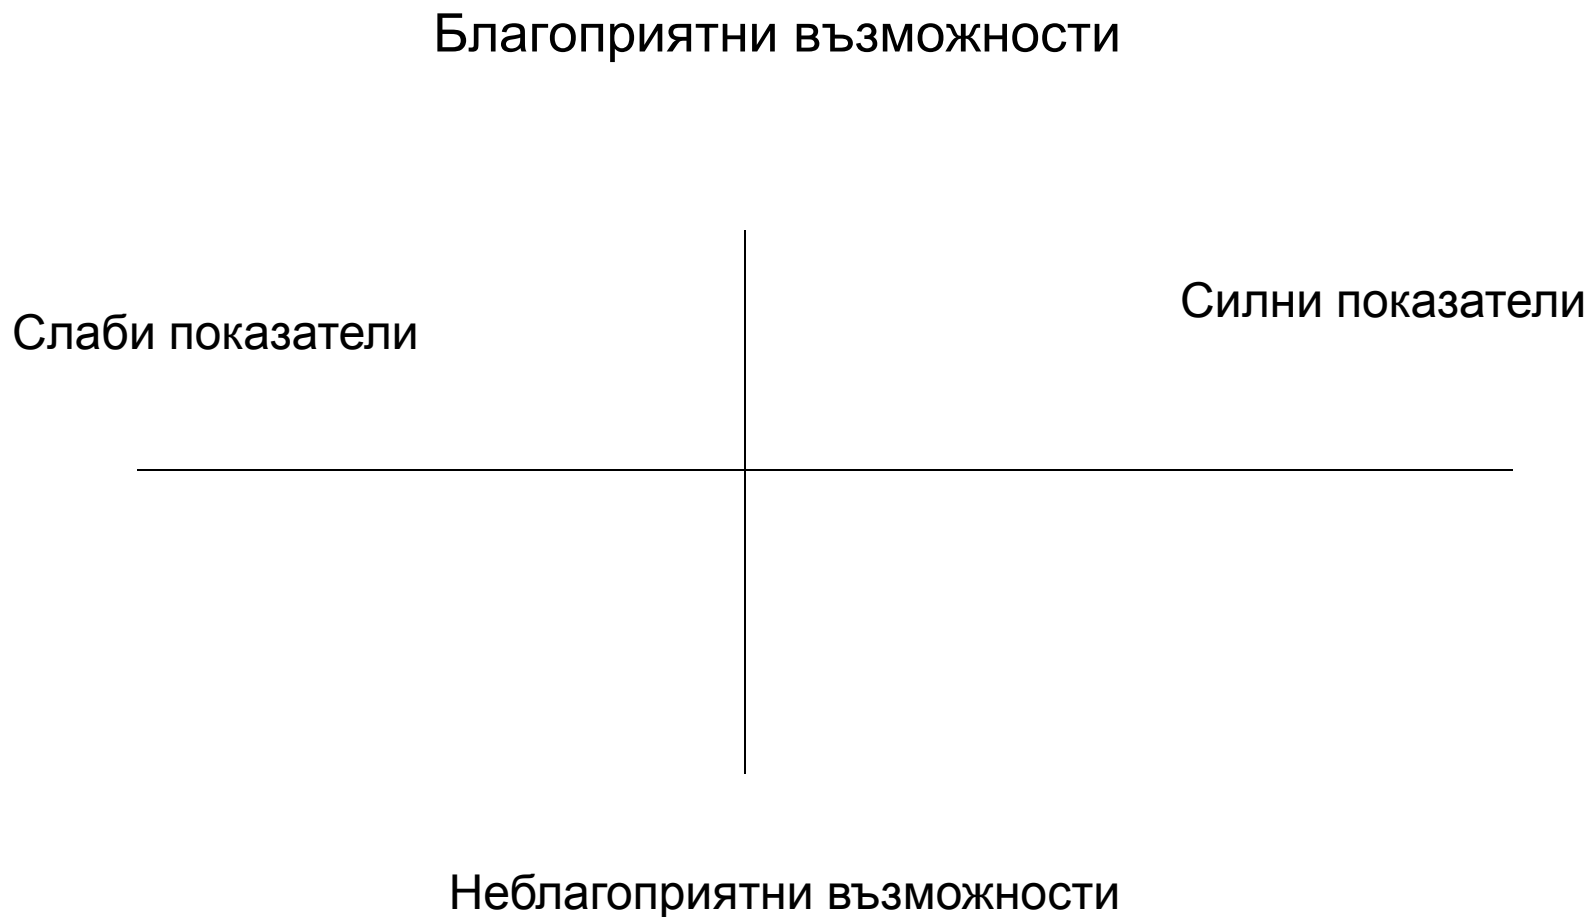 Благоприятни възможности
Силни показатели
Слаби показатели
Неблагоприятни възможности